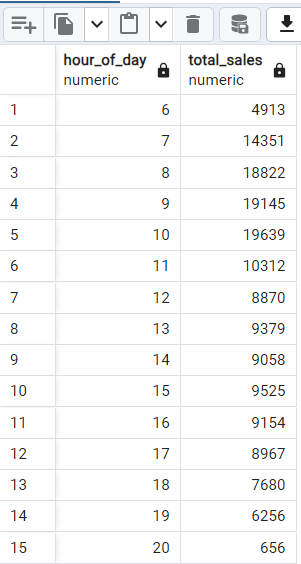 hour_of_day total_sales
numeric numeric
1 6 4913
2 7 14351
3 8 18822
4 9 19145
5 10 19639
6 11 10312
7 12 8870
8 13 9379
9 14 9058
10 15 9525
11 16 9154
12 17 8967
13 18 7680
14 19 6256
15 20 656